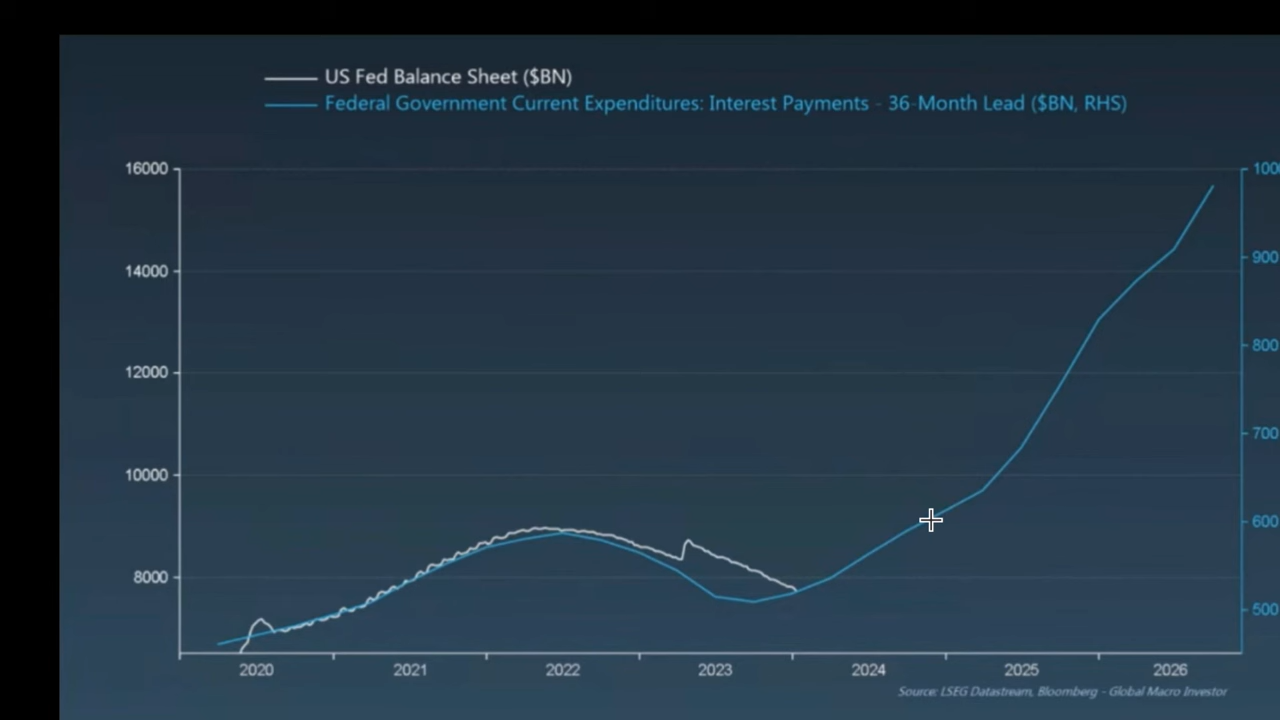 US Fed Balance Sheet ($BN)
Federal Government Current Expenditures: Interest Payments - 36-Month Lead ($BN, RHS)
16000
14000
12000
10000
8000
100
900
800
700
600
500
2020 2021 2022 2023 2024 2025 2026
Source: LSEG Datastream, Bloomberg - Global Macro Investor